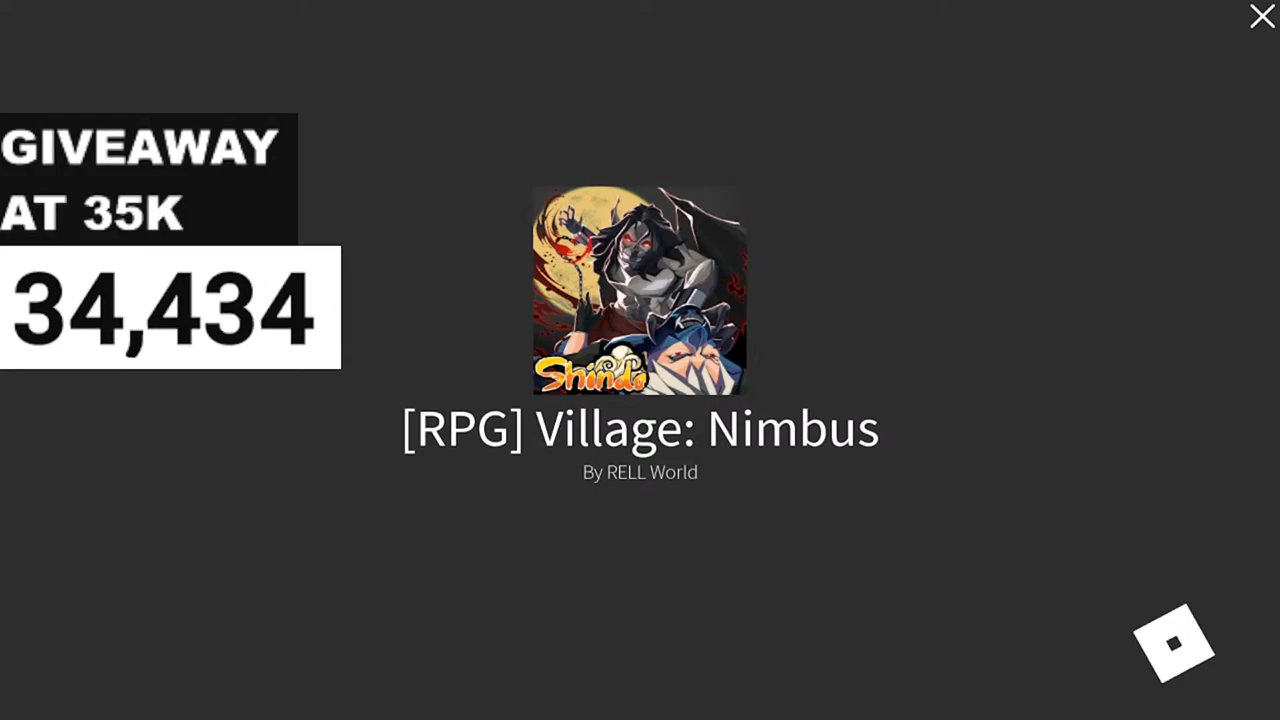 GIVEAWAY
AT 35K
34,434
Shindo
[RPG] Village: Nimbus
By RELL World